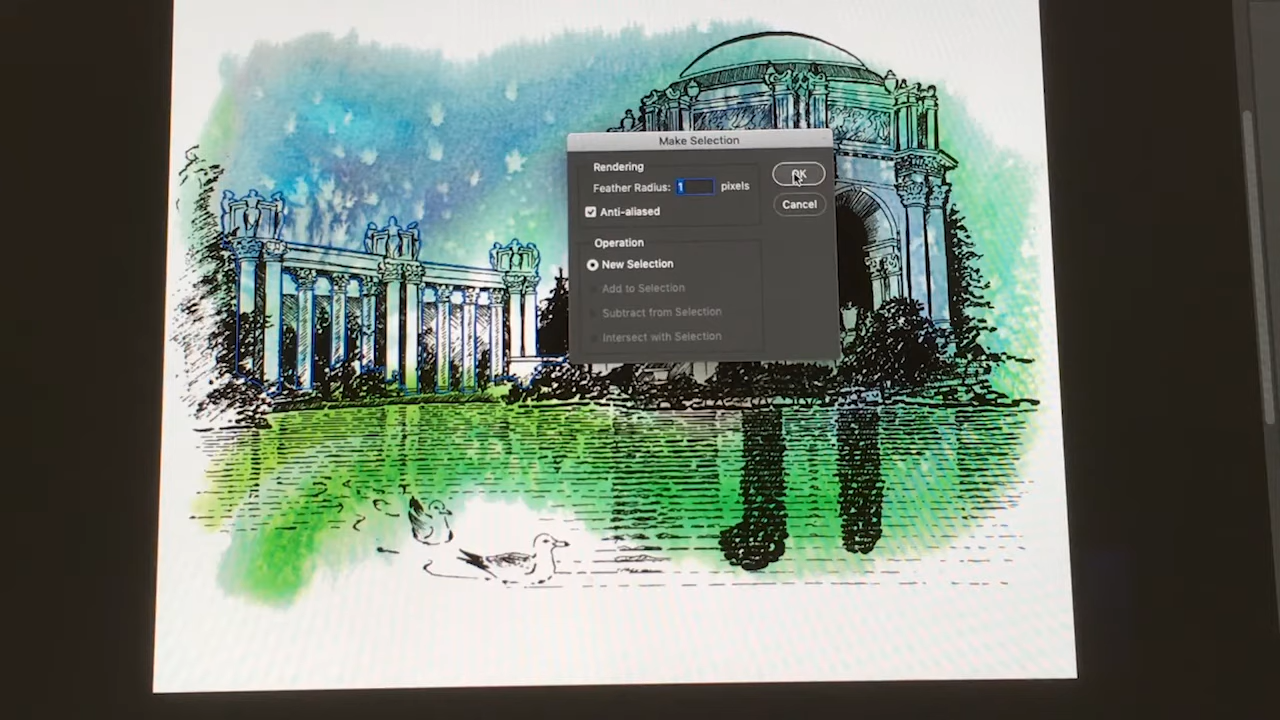 Make Selection
Rendering
Feather Radius: 1 pixels
OK
Anti-aliased
Cancel
Operation
New Selection
Add to Selection
Subtract from Selection
Intersect with Selection